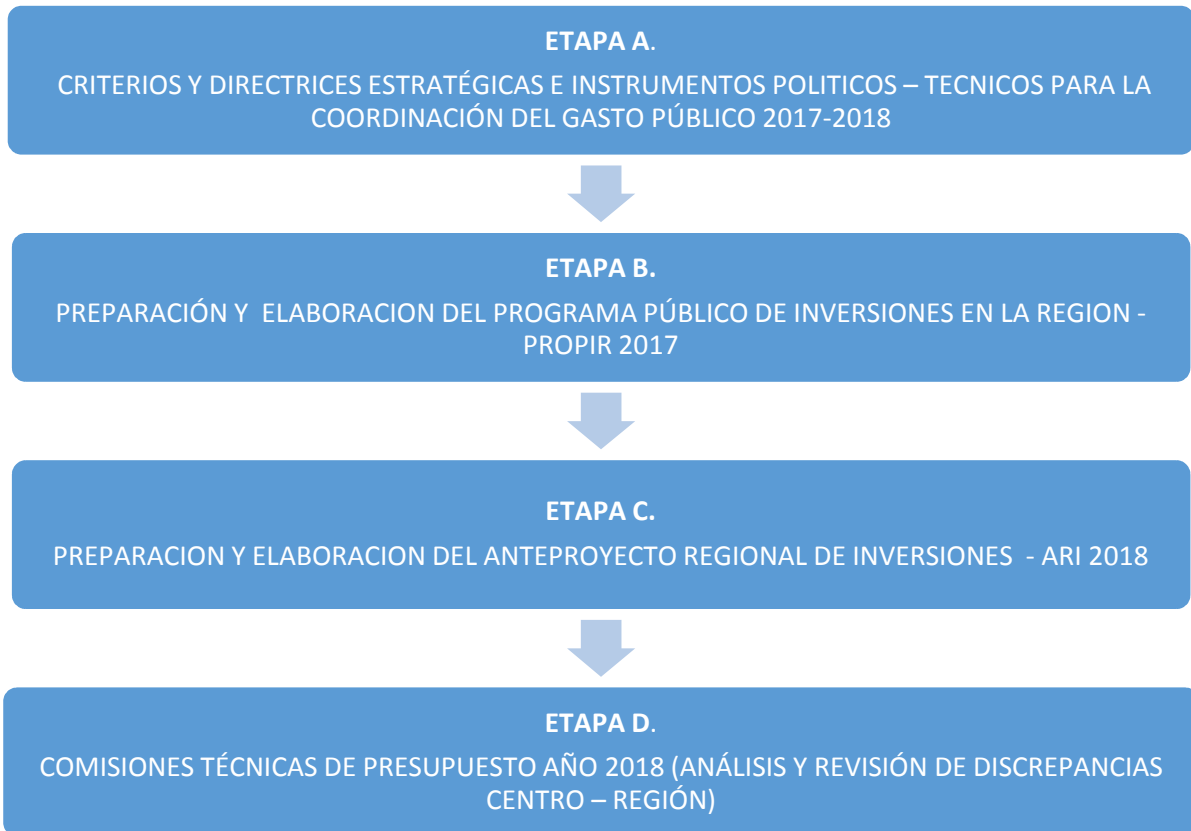 ETAPA A.
CRITERIOS Y DIRECTRICES ESTRATÉGICAS E INSTRUMENTOS POLITICOS – TECNICOS PARA LA
COORDINACIÓN DEL GASTO PÚBLICO 2017-2018
ETAPA B.
PREPARACIÓN Y ELABORACION DEL PROGRAMA PÚBLICO DE INVERSIONES EN LA REGION -
PROPIR 2017
ETAPA C.
PREPARACION Y ELABORACION DEL ANTEPROYECTO REGIONAL DE INVERSIONES - ARI 2018
ETAPA D.
COMISIONES TÉCNICAS DE PRESUPUESTO AÑO 2018 (ANÁLISIS Y REVISIÓN DE DISCREPANCIAS
CENTRO – REGIÓN)